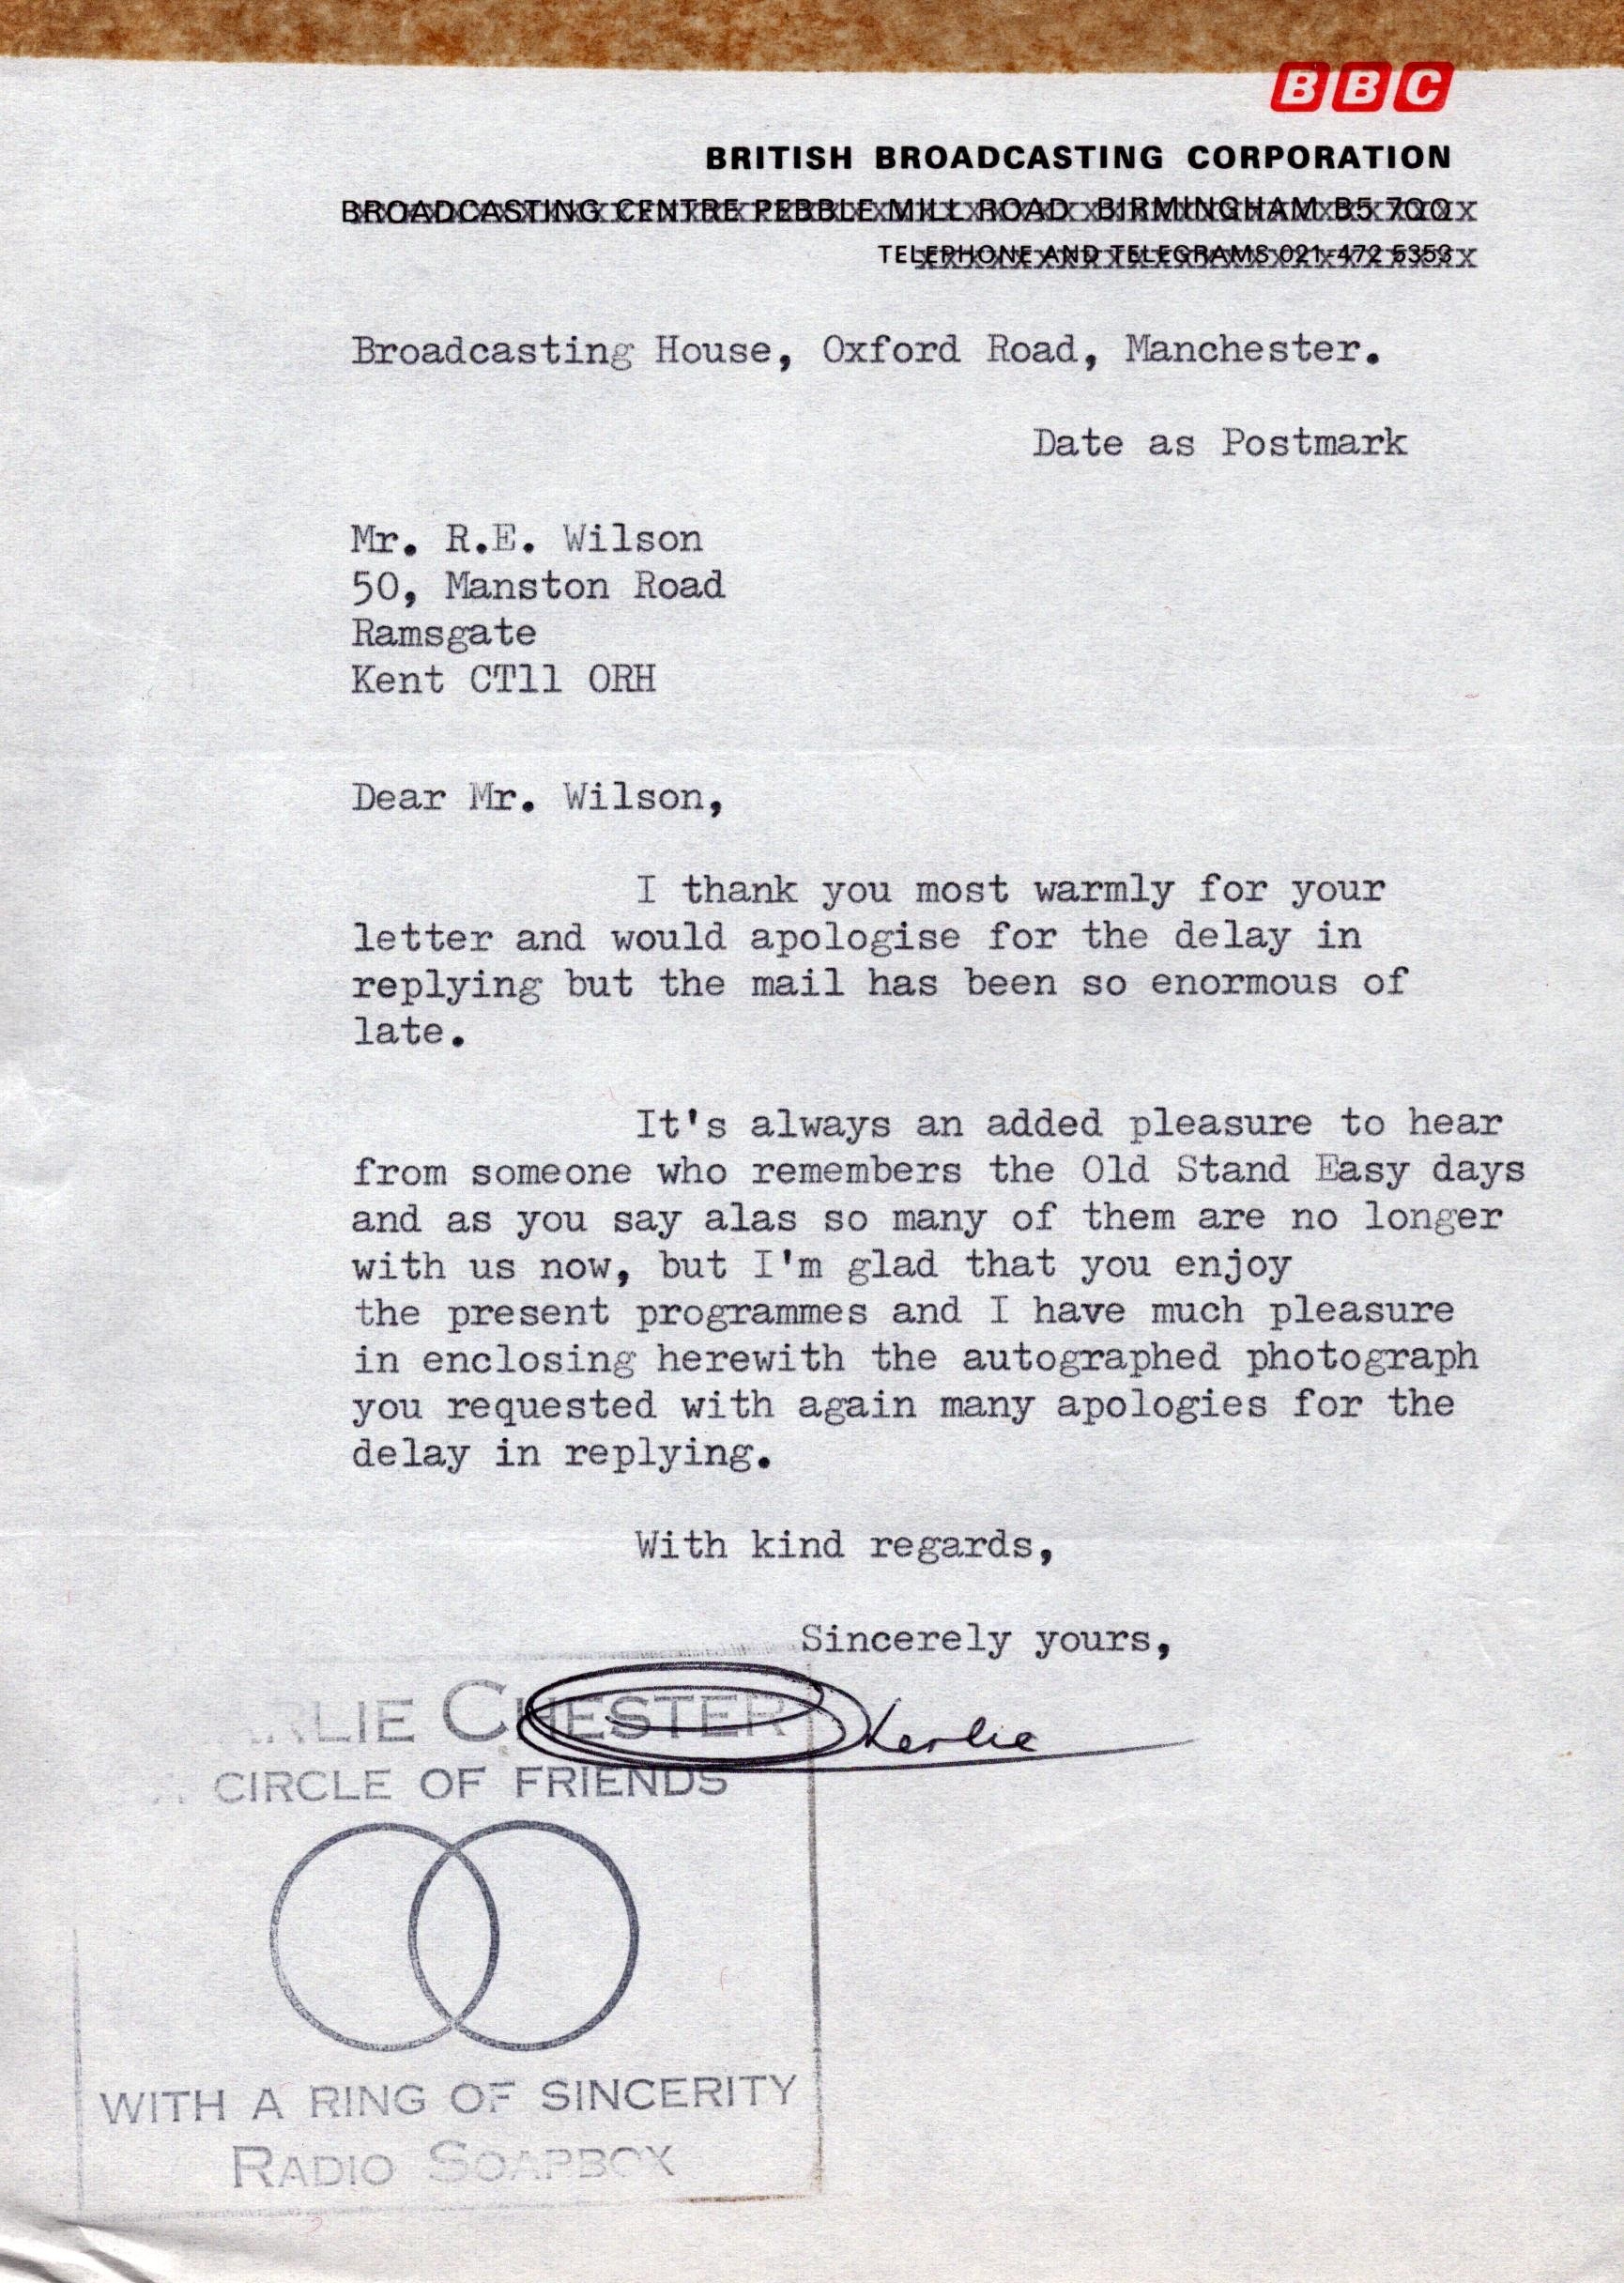 BBC
BRITISH BROADCASTING CORPORATION
BROADCASTING CENTRE PEBBLE MILL ROAD BIRMINGHAM B5 7QQ
TELEPHONE AND TELEGRAMS 021-472 5353
Broadcasting House, Oxford Road, Manchester.
Date as Postmark
Mr. R.E. Wilson
50, Manston Road
Ramsgate
Kent CT11 ORH
Dear Mr. Wilson,
I thank you most warmly for your
letter and would apologise for the delay in
replying but the mail has been so enormous of
late.
It's always an added pleasure to hear
from someone who remembers the Old Stand Easy days
and as you say alas so many of them are no longer
with us now, but I'm glad that you enjoy
the present programmes and I have much pleasure
in enclosing herewith the autographed photograph
you requested with again many apologies for the
delay in replying.
With kind regards,
Sincerely yours,
ARLIE CHESTER
Charlie
CIRCLE OF FRIENDS
WITH A RING OF SINCERITY
RADIO SOAPBOX